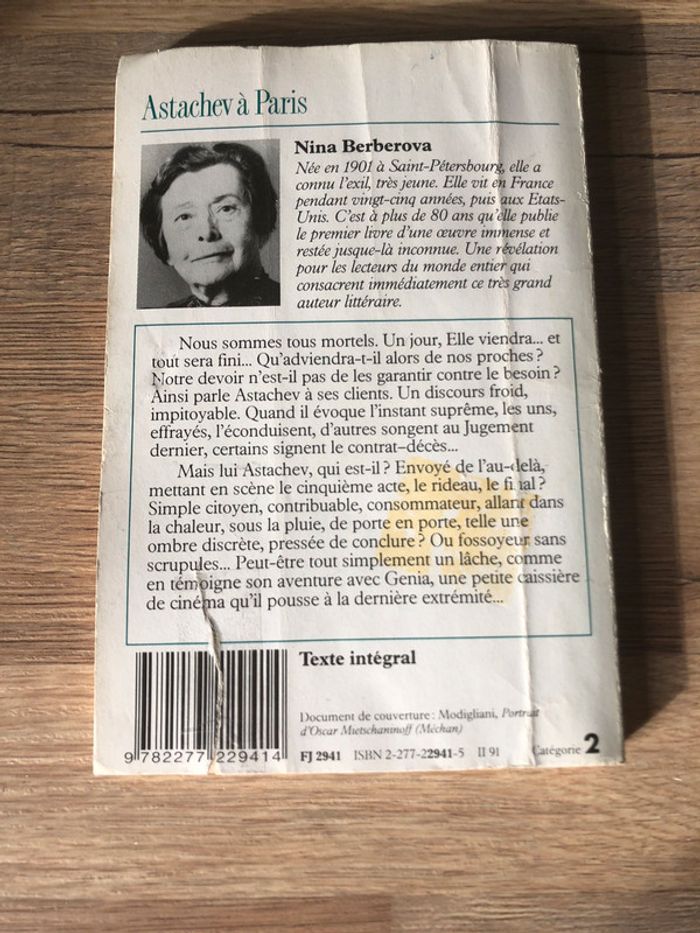 Astachev à Paris
Nina Berberova
Née en 1901 à Saint-Pétersbourg, elle a
connu l'exil, très jeune. Elle vit en France
pendant vingt-cinq années, puis aux Etats-
Unis. C'est à plus de 80 ans qu'elle publie
le premier livre d'une œuvre immense et
restée jusque-là inconnue. Une révélation
pour les lecteurs du monde entier qui
consacrent immédiatement ce très grand
auteur littéraire.
Nous sommes tous mortels. Un jour, Elle viendra... et
tout sera fini... Qu'adviendra-t-il alors de nos proches ?
Notre devoir n'est-il pas de les garantir contre le besoin ?
Ainsi parle Astachev à ses clients. Un discours froid,
impitoyable. Quand il évoque l'instant suprême, les uns,
effrayés, l'éconduisent, d'autres songent au Jugement
dernier, certains signent le contrat-décès...
Mais lui Astachev, qui est-il ? Envoyé de l'au-delà,
mettant en scène le cinquième acte, le rideau, le final ?
Simple citoyen, contribuable, consommateur, allant dans
la chaleur, sous la pluie, de porte en porte, telle une
ombre discrète, pressée de conclure ? Ou fossoyeur sans
scrupules... Peut-être tout simplement un lâche, comme
en témoigne son aventure avec Genia, une petite caissière
de cinéma qu'il pousse à la dernière extrémité...
Texte intégral
Document de couverture : Modigliani, Portrait
d'Oscar Mietschaninoff (Méchan)
9 782277 229414
FJ 2941 ISBN 2-277-22941-5 II 91 Catégorie 2